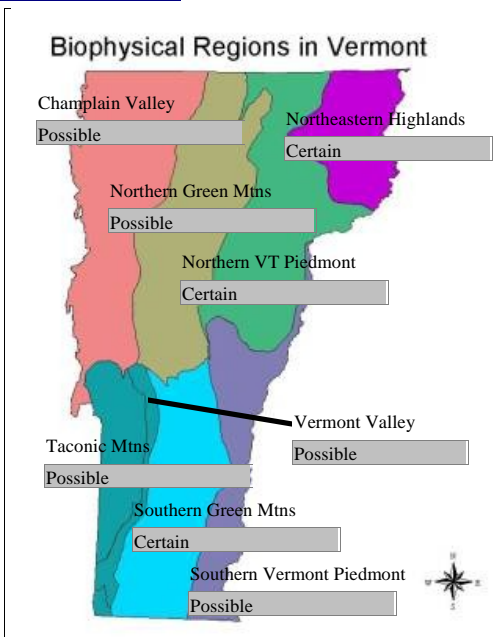 Biophysical Regions in Vermont
Champlain Valley
Possible
Northeastern Highlands
Certain
Northern Green Mtns
Possible
Northern VT Piedmont
Certain
Vermont Valley
Possible
Taconic Mtns
Possible
Southern Green Mtns
Certain
Southern Vermont Piedmont
Possible
N
W E
S